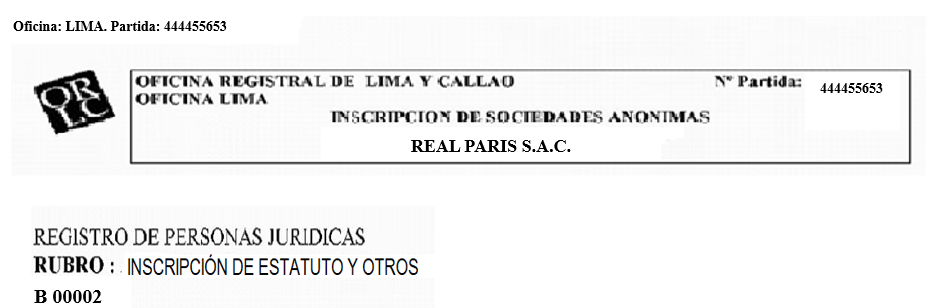 Oficina: LIMA. Partida: 444455653
ORLC
OFICINA REGISTRAL DE LIMA Y CALLAO Nº Partida: 444455653
OFICINA LIMA
INSCRIPCION DE SOCIEDADES ANONIMAS
REAL PARIS S.A.C.
REGISTRO DE PERSONAS JURIDICAS
RUBRO : INSCRIPCIÓN DE ESTATUTO Y OTROS
B 00002